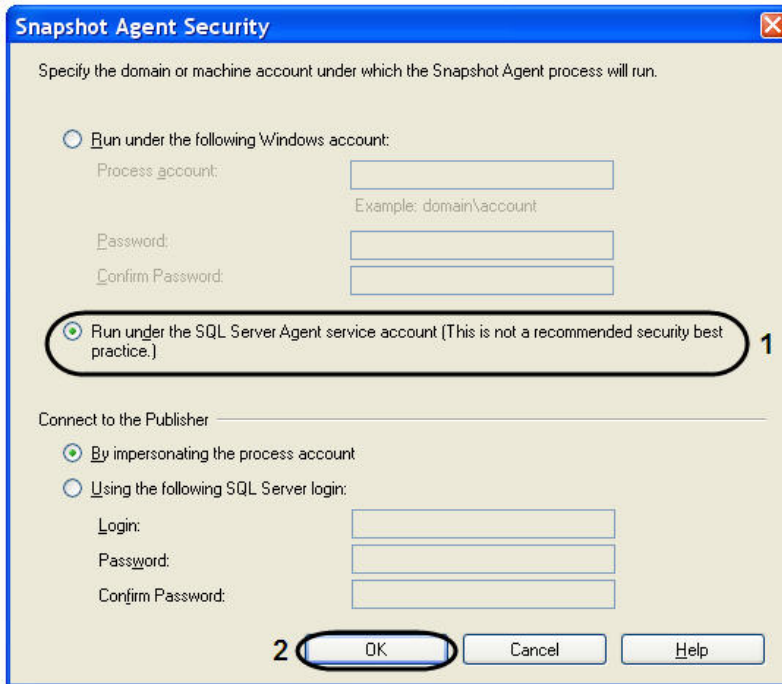 Snapshot Agent Security
Specify the domain or machine account under which the Snapshot Agent process will run.
Run under the following Windows account:
Process account:
Example: domain\account
Password:
Confirm Password:
Run under the SQL Server Agent service account (This is not a recommended security best
practice.)
1
Connect to the Publisher
By impersonating the process account
Using the following SQL Server login:
Login:
Password:
Confirm Password:
2 OK Cancel Help